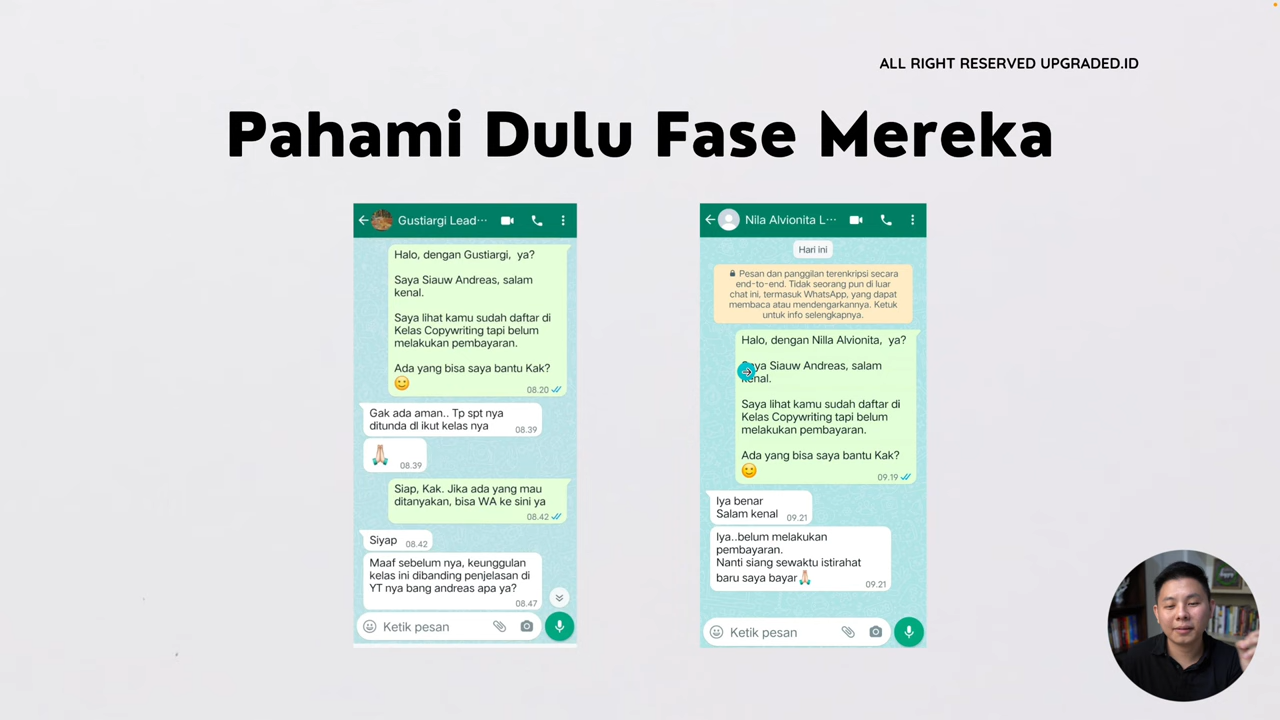 ALL RIGHT RESERVED UPGRADED.ID
Pahami Dulu Fase Mereka
Gustiargi Lead...
Halo, dengan Gustiargi, ya?
Saya Siauw Andreas, salam
kenal.
Saya lihat kamu sudah daftar di
Kelas Copywriting tapi belum
melakukan pembayaran.
Ada yang bisa saya bantu Kak?
08.20
Gak ada aman.. Tp spt nya
ditunda dl ikut kelas nya
08.39
08.39
Siap, Kak. Jika ada yang mau
ditanyakan, bisa WA ke sini ya
08.42
Siyap
08.42
Maaf sebelum nya, keunggulan
kelas ini dibanding penjelasan di
YT nya bang andreas apa ya?
08.47
Ketik pesan
Nila Alvionita L...
Hari ini
Pesan dan panggilan terenkripsi secara
end-to-end. Tidak seorang pun di luar
chat ini, termasuk WhatsApp, yang dapat
membaca atau mendengarkannya. Ketuk
untuk info selengkapnya.
Halo, dengan Nilla Alvionita, ya?
Saya Siauw Andreas, salam
kenal.
Saya lihat kamu sudah daftar di
Kelas Copywriting tapi belum
melakukan pembayaran.
Ada yang bisa saya bantu Kak?
09.19
Iya benar
Salam kenal
09.21
Iya..belum melakukan
pembayaran.
Nanti siang sewaktu istirahat
baru saya bayar
09.21
Ketik pesan